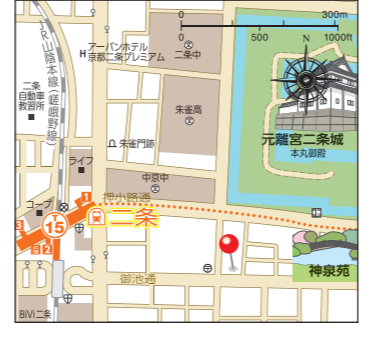 0 300m
0 500 1000ft
N
JR山陰本線(嵯峨野線)
H アーバンホテル
京都二条プレミアム
二条中
二条
自動車
教習所
朱雀高
元離宮二条城
本丸御殿
朱雀門跡
ライフ
中京中
押小路通
コープ
1
T
15
二条
3
2
神泉苑
御池通
BiVi二条